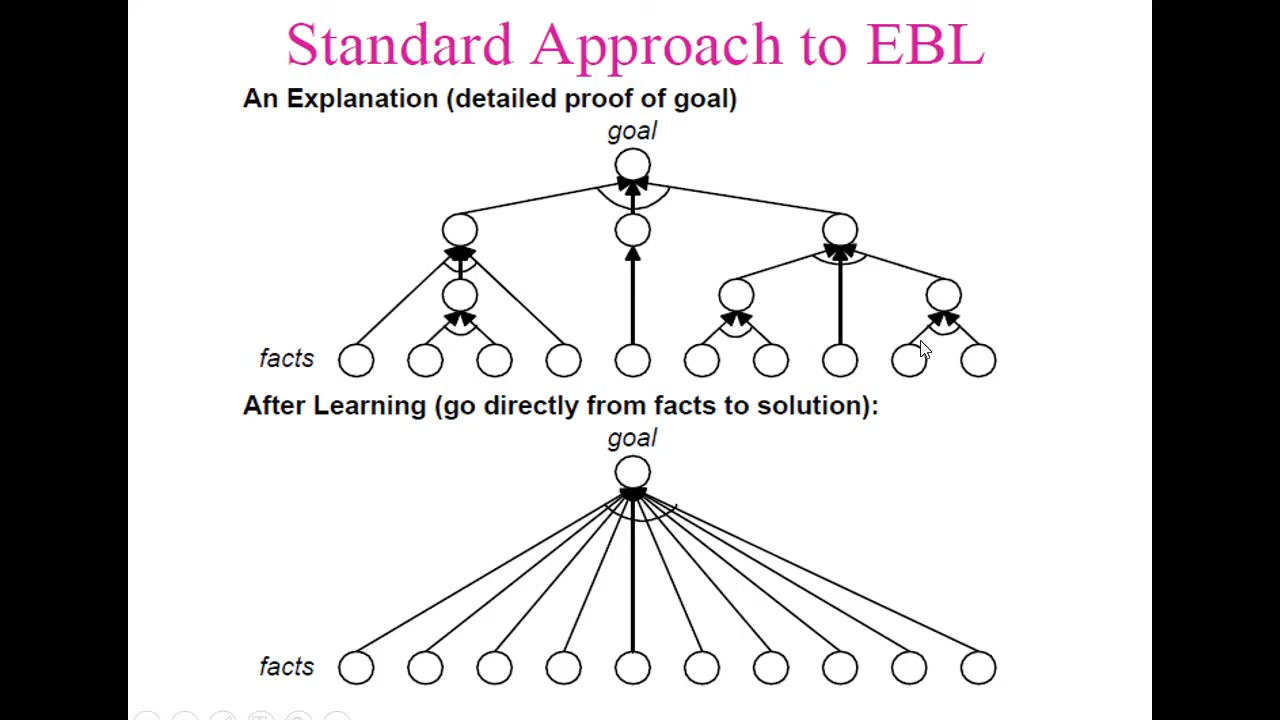 Standard Approach to EBL
An Explanation (detailed proof of goal)
goal
facts
After Learning (go directly from facts to solution):
goal
facts